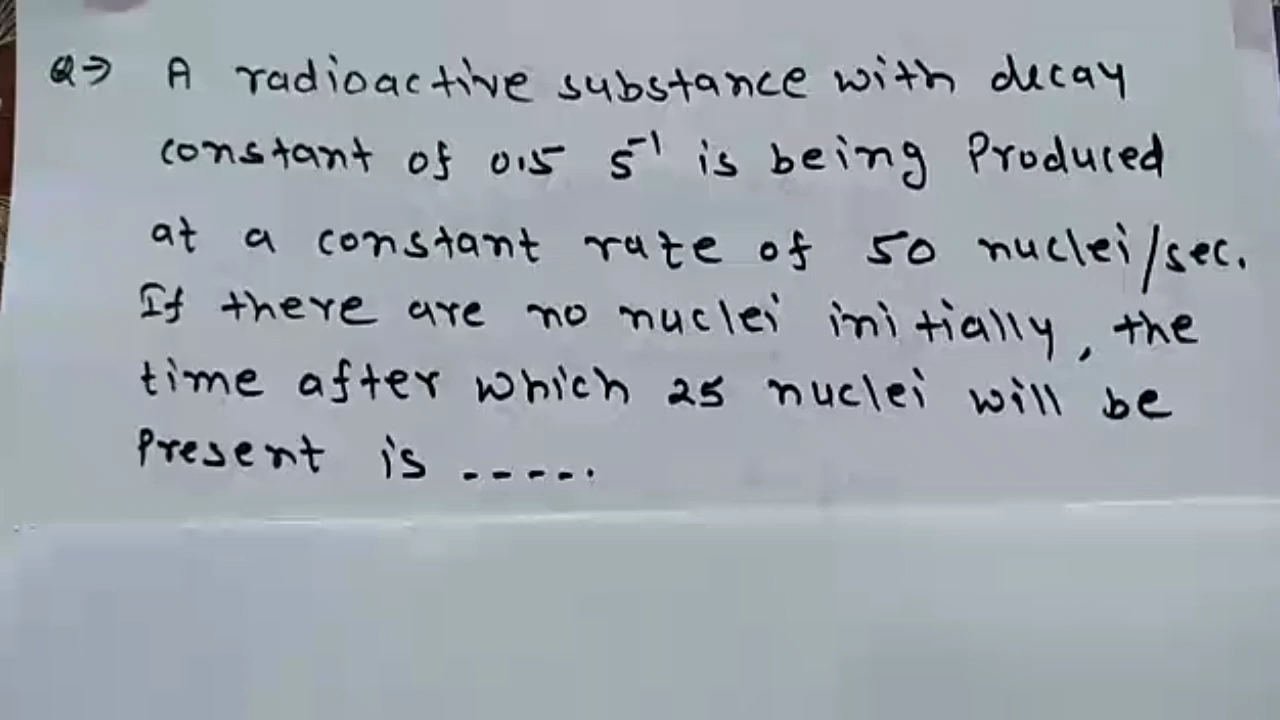 Q→ A radioactive substance with decay
constant of 0.5 s⁻¹ is being Produced
at a constant rate of 50 nuclei/sec.
If there are no nuclei initially, the
time after which 25 nuclei will be
Present is -----.